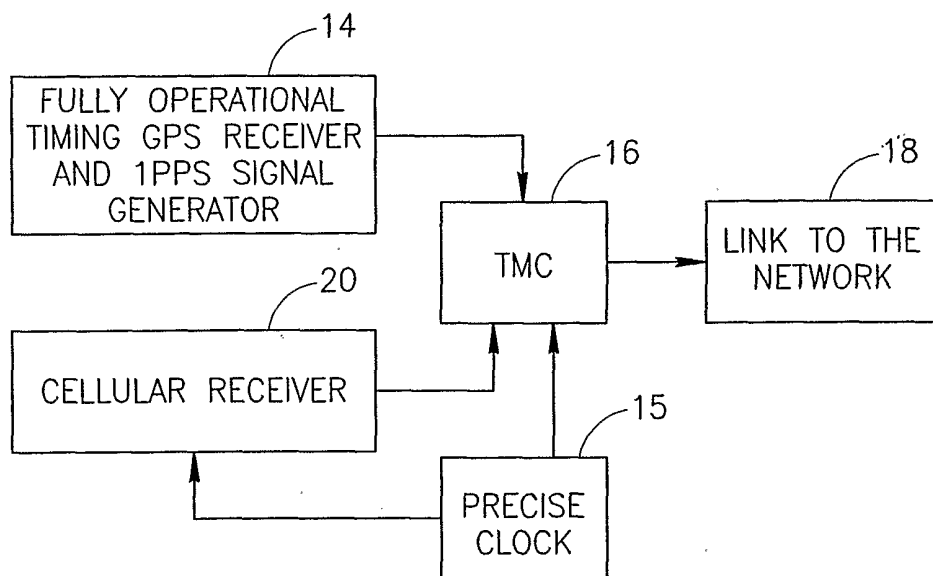 14
FULLY OPERATIONAL
TIMING GPS RECEIVER
AND 1PPS SIGNAL
GENERATOR
16
TMC
18
LINK TO THE
NETWORK
20
CELLULAR RECEIVER
15
PRECISE
CLOCK